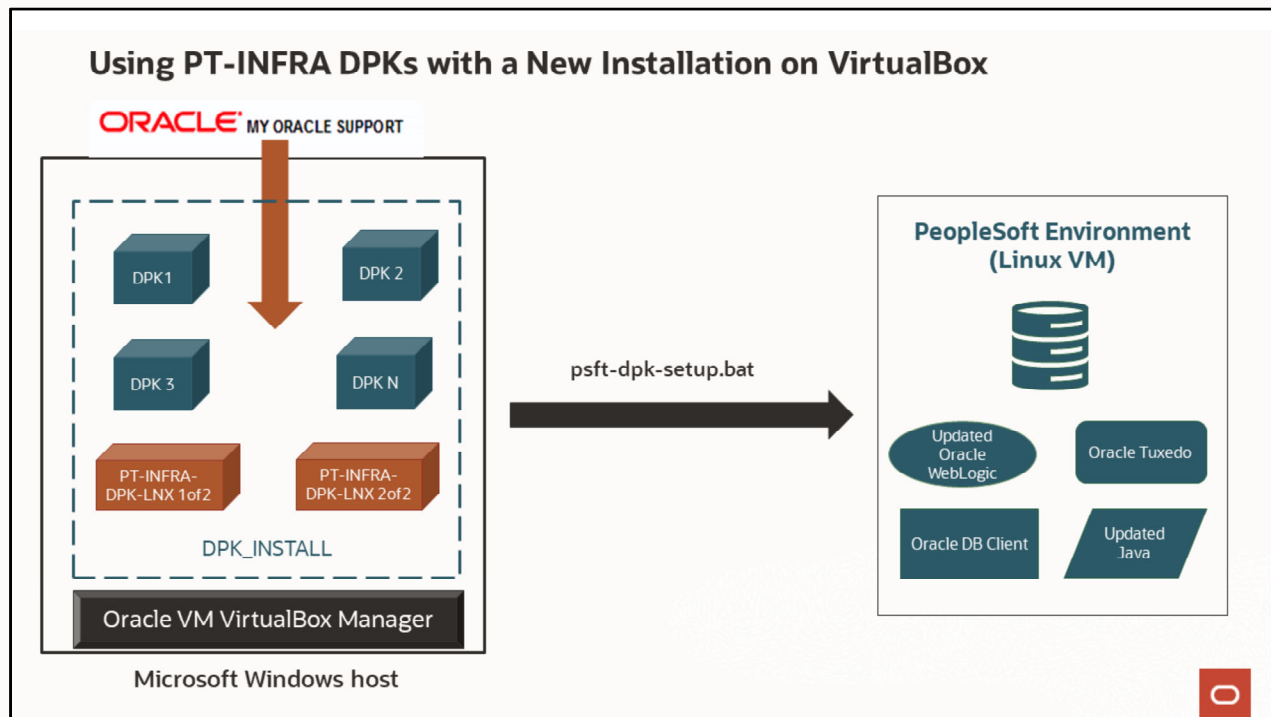 Using PT-INFRA DPKs with a New Installation on VirtualBox
ORACLE® MY ORACLE SUPPORT
DPK1
DPK 2
DPK 3
DPK N
PT-INFRA-
DPK-LNX 1of2
PT-INFRA-
DPK-LNX 2of2
DPK_INSTALL
Oracle VM VirtualBox Manager
Microsoft Windows host
psft-dpk-setup.bat
PeopleSoft Environment
(Linux VM)
Updated
Oracle
WebLogic
Oracle Tuxedo
Oracle DB Client
Updated
Java